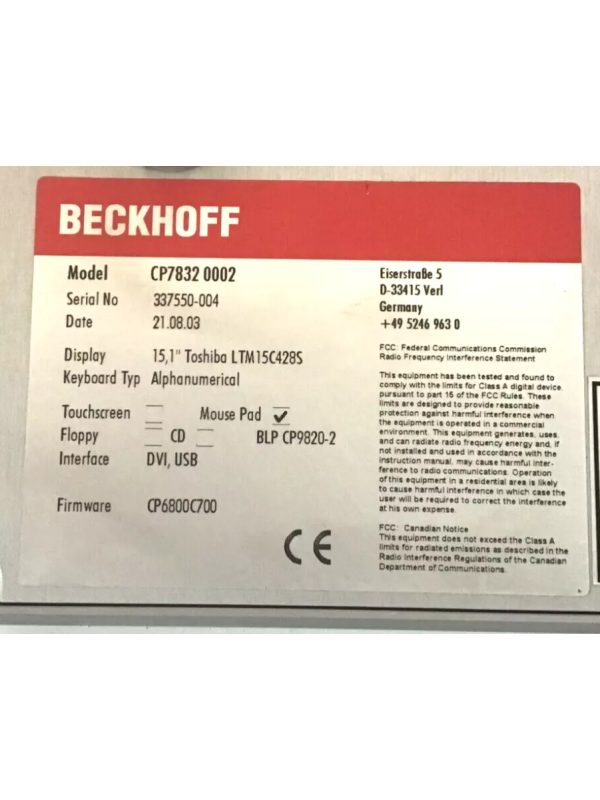 BECKHOFF
Model CP7832 0002
Serial No 337550-004
Date 21.08.03
Display 15,1" Toshiba LTM15C428S
Keyboard Typ Alphanumerical
Touchscreen Mouse Pad ✓
Floppy CD BLP CP9820-2
Interface DVI, USB
Firmware CP6800C700
CE
Eiserstraße 5
D-33415 Verl
Germany
+49 5246 963 0
FCC: Federal Communications Commission
Radio Frequency Interference Statement
This equipment has been tested and found to
comply with the limits for Class A digital device,
pursuant to part 15 of the FCC Rules. These
limits are designed to provide reasonable
protection against harmful interference when
the equipment is operated in a commercial
environment. This equipment generates, uses,
and can radiate radio frequency energy and, if
not installed and used in accordance with the
instruction manual, may cause harmful inter-
ference to radio communications. Operation
of this equipment in a residential area is likely
to cause harmful interference in which case the
user will be required to correct the interference
at his own expense.
FCC: Canadian Notice
This equipment does not exceed the Class A
limits for radiated emissions as described in the
Radio Interference Regulations of the Canadian
Department of Communications.